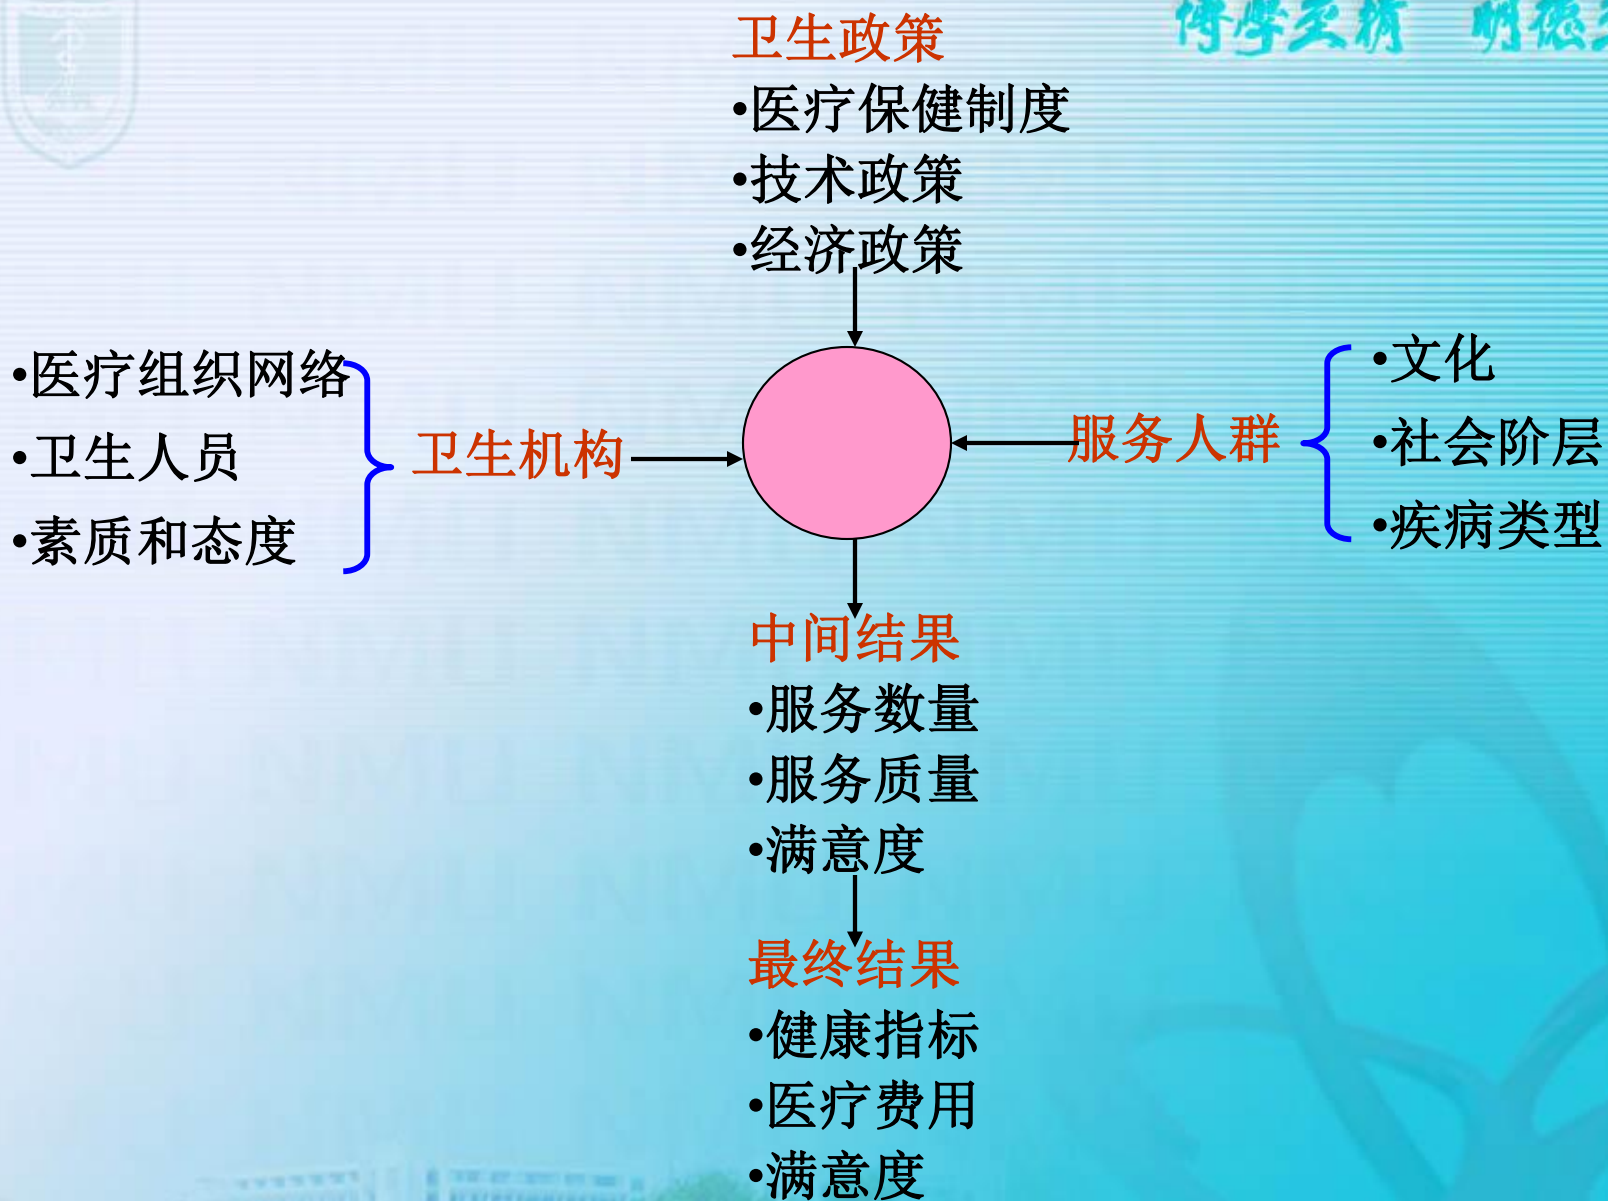 卫生政策
•医疗保健制度
•技术政策
•经济政策
•医疗组织网络
•卫生人员
•素质和态度
卫生机构
服务人群
•文化
•社会阶层
•疾病类型
中间结果
•服务数量
•服务质量
•满意度
最终结果
•健康指标
•医疗费用
•满意度